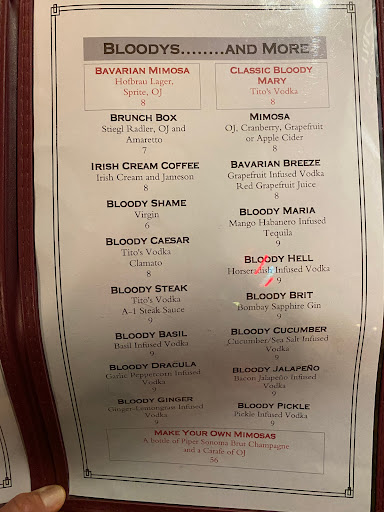 Bloodys........and More
Bavarian Mimosa
Hofbrau Lager,
Sprite, OJ
8
Brunch Box
Stiegl Radler, OJ and
Amaretto
7
Irish Cream Coffee
Irish Cream and Jameson
8
Bloody Shame
Virgin
6
Bloody Caesar
Tito's Vodka
Clamato
8
Bloody Steak
Tito's Vodka
A-1 Steak Sauce
9
Bloody Basil
Basil Infused Vodka
9
Bloody Dracula
Garlic Peppercorn Infused
Vodka
9
Bloody Ginger
Ginger-Lemongrass Infused
Vodka
9
Classic Bloody
Mary
Tito's Vodka
8
Mimosa
OJ, Cranberry, Grapefruit
or Apple Cider
8
Bavarian Breeze
Grapefruit Infused Vodka
Red Grapefruit Juice
8
Bloody Maria
Mango Habanero Infused
Tequila
9
Bloody Hell
Horseradish Infused Vodka
9
Bloody Brit
Bombay Sapphire Gin
9
Bloody Cucumber
Cucumber/Sea Salt Infused
Vodka
9
Bloody Jalapeño
Bacon Jalapeño Infused
Vodka
9
Bloody Pickle
Pickle Infused Vodka
9
Make Your Own Mimosas
A bottle of Piper Sonoma Brut Champagne
and a Carafe of OJ
56